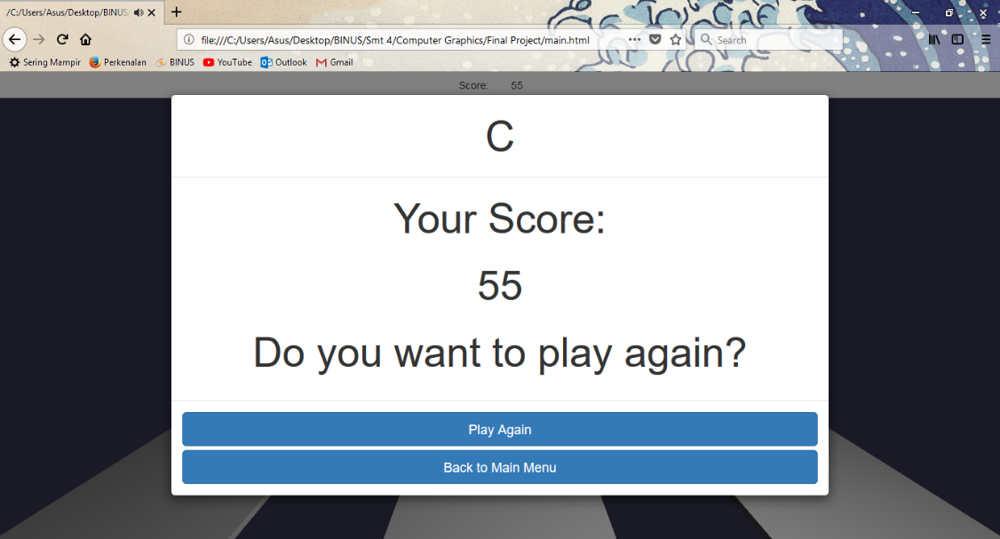 /C:/Users/Asus/Desktop/BINUS/
file:///C:/Users/Asus/Desktop/BINUS/Smt 4/Computer Graphics/Final Project/main.html
Search
Sering Mampir Perkenalan BINUS YouTube Outlook Gmail
Score: 55
C
Your Score:
55
Do you want to play again?
Play Again
Back to Main Menu